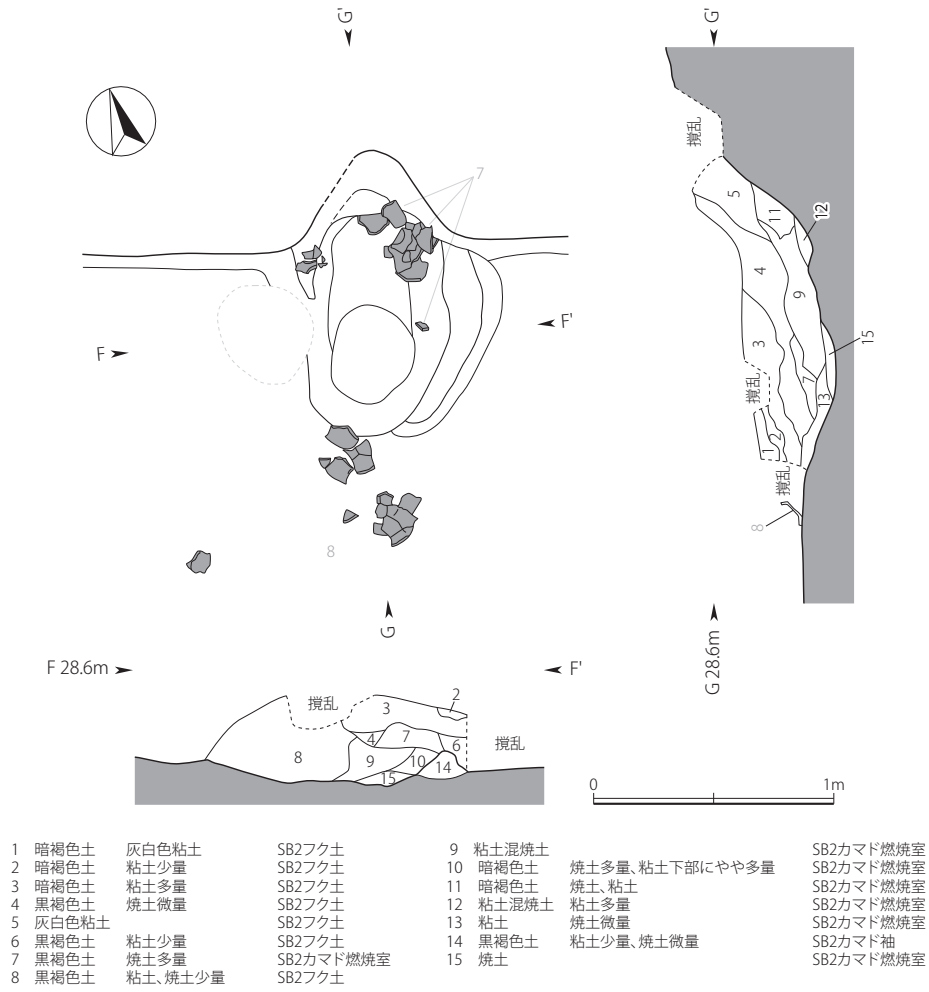 G'
G'
撹乱
7
5
11
12
4
9
F'
F
15
3
7
撹乱
13
1 2
撹乱
8
8
G
F 28.6m
F'
G 28.6m
2
撹乱
3
撹乱
4 7 6
8 9 10 14
15
0 1m
1 暗褐色土 灰白色粘土 SB2フク土
2 暗褐色土 粘土少量 SB2フク土
3 暗褐色土 粘土多量 SB2フク土
4 黒褐色土 焼土微量 SB2フク土
5 灰白色粘土 SB2フク土
6 黒褐色土 粘土少量 SB2フク土
7 黒褐色土 焼土多量 SB2カマド燃焼室
8 黒褐色土 粘土、焼土少量 SB2フク土
9 粘土混焼土 SB2カマド燃焼室
10 暗褐色土 焼土多量、粘土下部にやや多量 SB2カマド燃焼室
11 暗褐色土 焼土、粘土 SB2カマド燃焼室
12 粘土混焼土 粘土多量 SB2カマド燃焼室
13 粘土 焼土微量 SB2カマド燃焼室
14 黒褐色土 粘土少量、焼土微量 SB2カマド袖
15 焼土 SB2カマド燃焼室